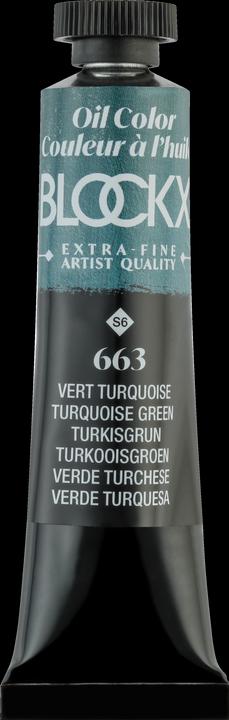 Oil Color
Couleur à l'huile
BLOCKX
EXTRA-FINE
ARTIST QUALITY
S6
663
VERT TURQUOISE
TURQUOISE GREEN
TURKISGRUN
TURKOOISGROEN
VERDE TURCHESE
VERDE TURQUESA